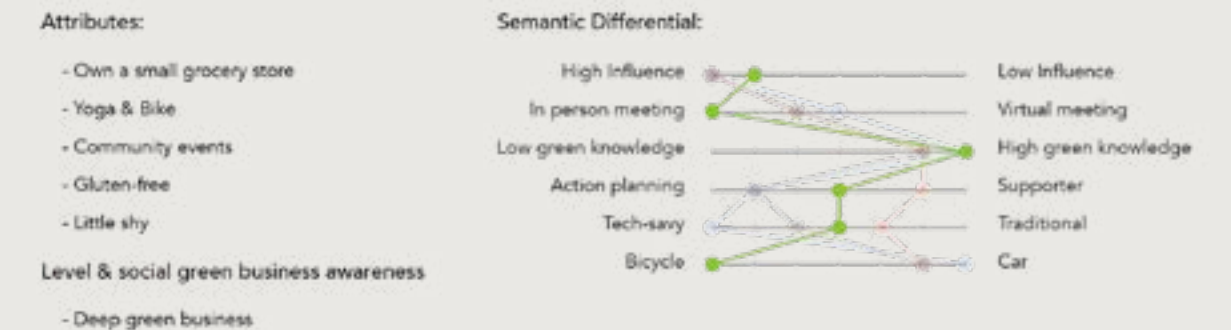 Attributes:
- Own a small grocery store
- Yoga & Bike
- Community events
- Gluten-free
- Little shy
Level & social green business awareness
- Deep green business
Semantic Differential:
High Influence Low Influence
In person meeting Virtual meeting
Low green knowledge High green knowledge
Action planning Supporter
Tech-savy Traditional
Bicycle Car